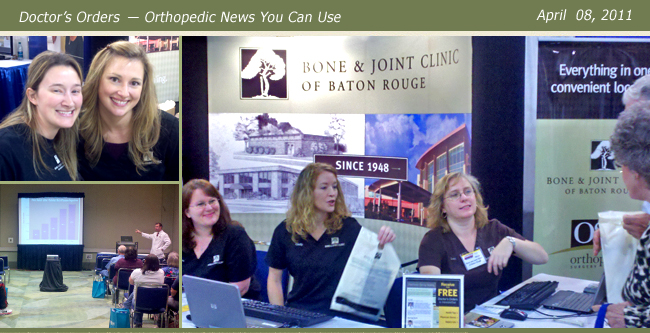 Doctor's Orders — Orthopedic News You Can Use
April 08, 2011
BONE & JOINT CLINIC
OF BATON ROUGE
SINCE 1948
Everything in one
convenient
BONE & JOINT
OF BATON ROUGE
FREE